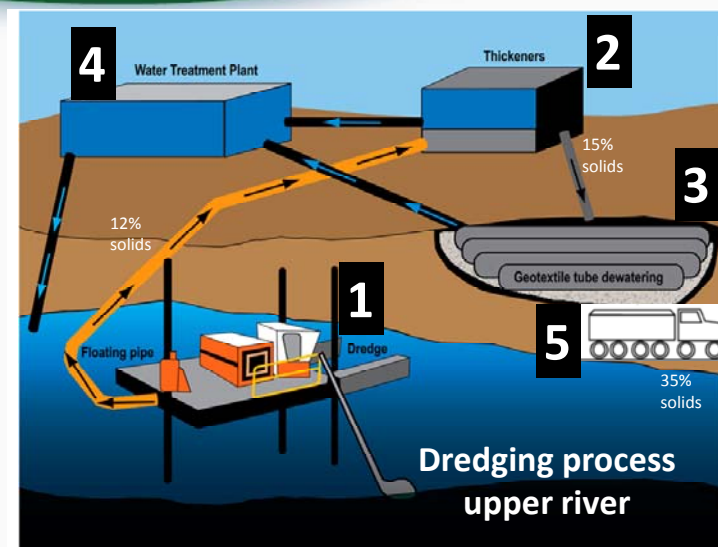 4
Water Treatment Plant
Thickeners
2
15%
solids
3
12%
solids
Geotextile tube dewatering
1
Floating pipe
Dredge
5
35%
solids
Dredging process
upper river